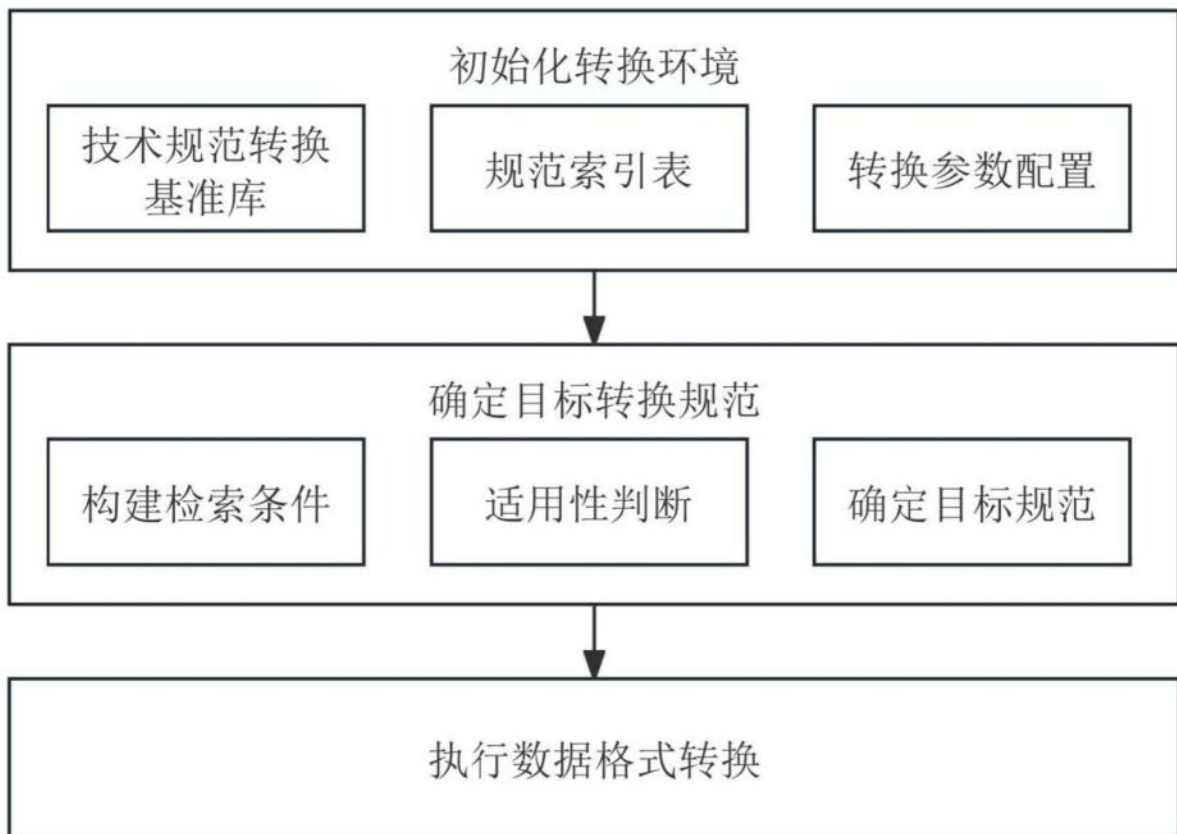 初始化转换环境
技术规范转换
基准库
规范索引表
转换参数配置
确定目标转换规范
构建检索条件
适用性判断
确定目标规范
执行数据格式转换